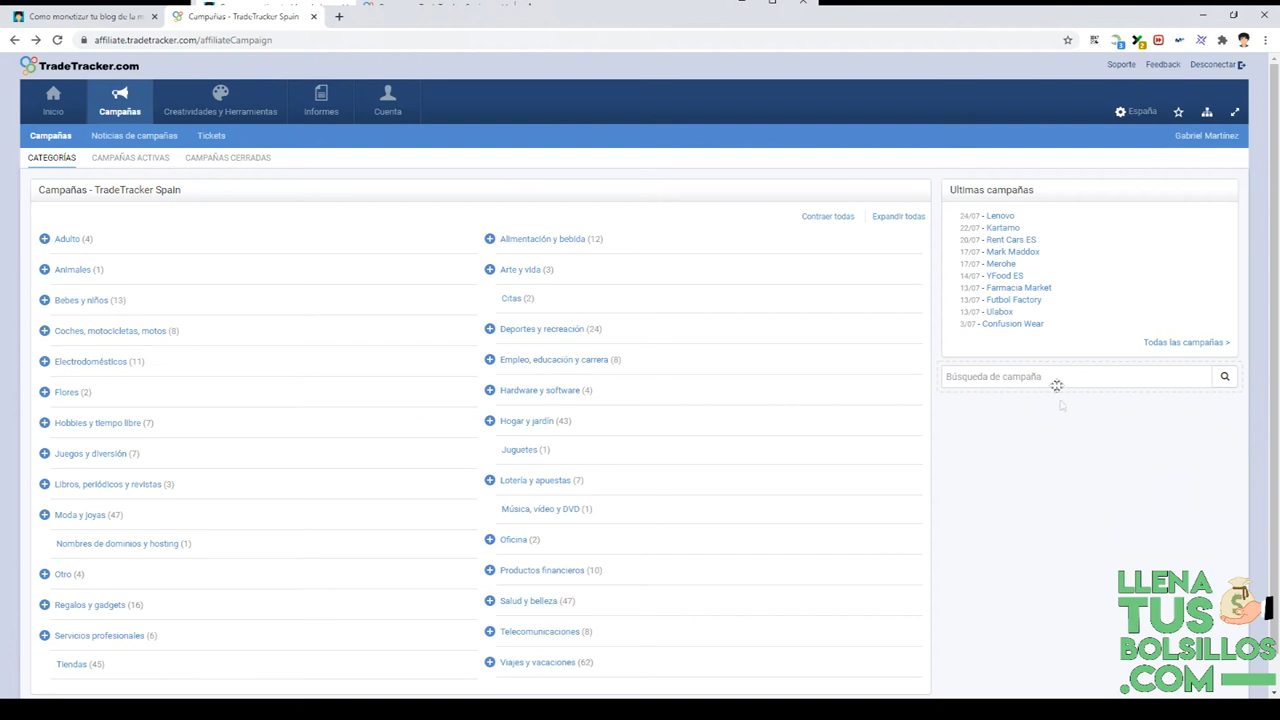 Como monetizar tu blog de la m
Campañas - TradeTracker Spain
affiliate.tradetracker.com/affiliateCampaign
TradeTracker.com
Soporte Feedback Desconectar
Inicio Campañas Creatividades y Herramientas Informes Cuenta
España
Campañas Noticias de campañas Tickets
Gabriel Martínez
CATEGORÍAS CAMPAÑAS ACTIVAS CAMPAÑAS CERRADAS
Campañas - TradeTracker Spain
Contraer todas Expandir todas
Adulto (4)
Animales (1)
Bebes y niños (13)
Coches, motocicletas, motos (8)
Electrodomésticos (11)
Flores (2)
Hobbies y tiempo libre (7)
Juegos y diversión (7)
Libros, periódicos y revistas (3)
Moda y joyas (47)
Nombres de dominios y hosting (1)
Otro (4)
Regalos y gadgets (16)
Servicios profesionales (6)
Tiendas (45)
Alimentación y bebida (12)
Arte y vida (3)
Citas (2)
Deportes y recreación (24)
Empleo, educación y carrera (8)
Hardware y software (4)
Hogar y jardín (43)
Juguetes (1)
Lotería y apuestas (7)
Música, vídeo y DVD (1)
Oficina (2)
Productos financieros (10)
Salud y belleza (47)
Telecomunicaciones (8)
Viajes y vacaciones (62)
Ultimas campañas
24/07 - Lenovo
22/07 - Kartamo
20/07 - Rent Cars ES
17/07 - Mark Maddox
17/07 - Merohe
14/07 - YFood ES
13/07 - Farmacia Market
13/07 - Futbol Factory
13/07 - Ulabox
3/07 - Confusion Wear
Todas las campañas >
Búsqueda de campaña
LLENA
TUS
BOLSILLOS
.COM